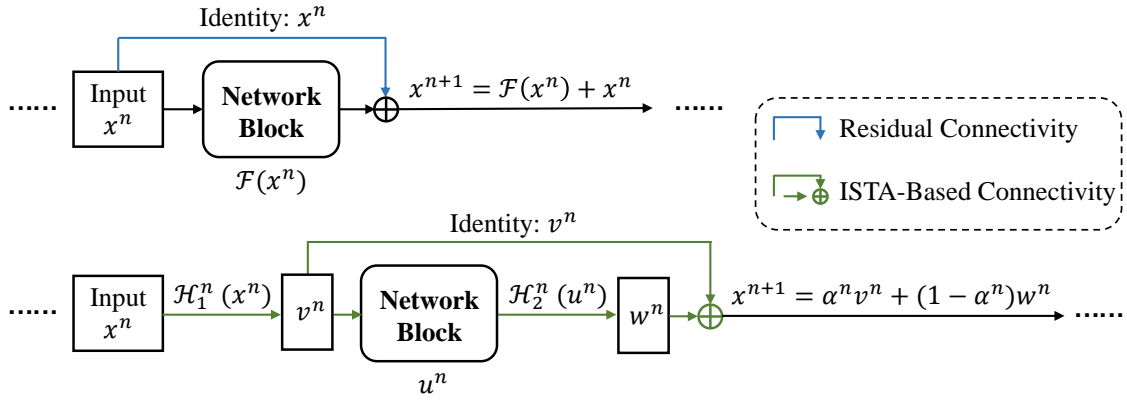 Identity: xⁿ
...... Input xⁿ
Network Block
xⁿ⁺¹ = ℱ(xⁿ) + xⁿ
......
ℱ(xⁿ)
Residual Connectivity
ISTA-Based Connectivity
Identity: vⁿ
...... Input xⁿ
ℋ₁ⁿ (xⁿ)
vⁿ
Network Block
ℋ₂ⁿ (uⁿ)
wⁿ
xⁿ⁺¹ = αⁿvⁿ + (1 − αⁿ)wⁿ
......
uⁿ